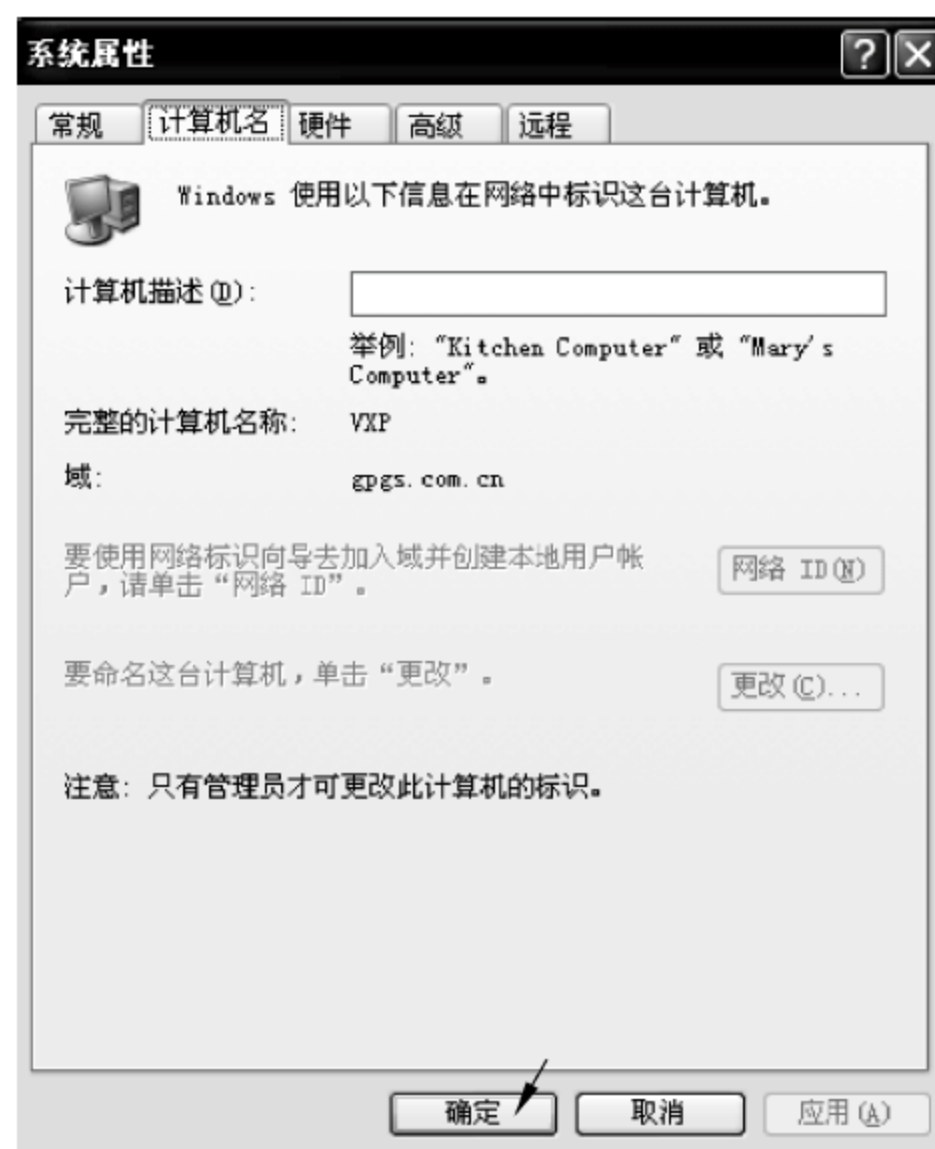 系统属性
常规 计算机名 硬件 高级 远程
Windows 使用以下信息在网络中标识这台计算机。
计算机描述(D):
举例: "Kitchen Computer" 或 "Mary's
Computer"。
完整的计算机名称: VXP
域: gpgs.com.cn
要使用网络标识向导去加入域并创建本地用户帐
户，请单击“网络 ID”。
网络 ID(N)
要命名这台计算机，单击“更改”。
更改(C)...
注意: 只有管理员才可更改此计算机的标识。
确定 取消 应用(A)